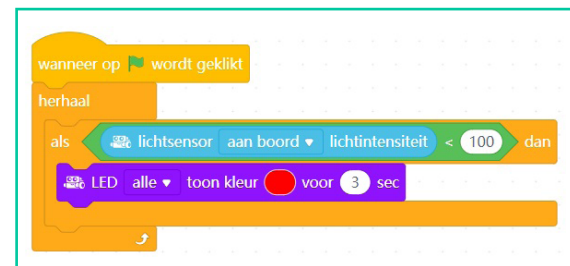 wanneer op wordt geklikt
herhaal
als lichtsensor aan boord lichtintensiteit < 100 dan
LED alle toon kleur voor 3 sec